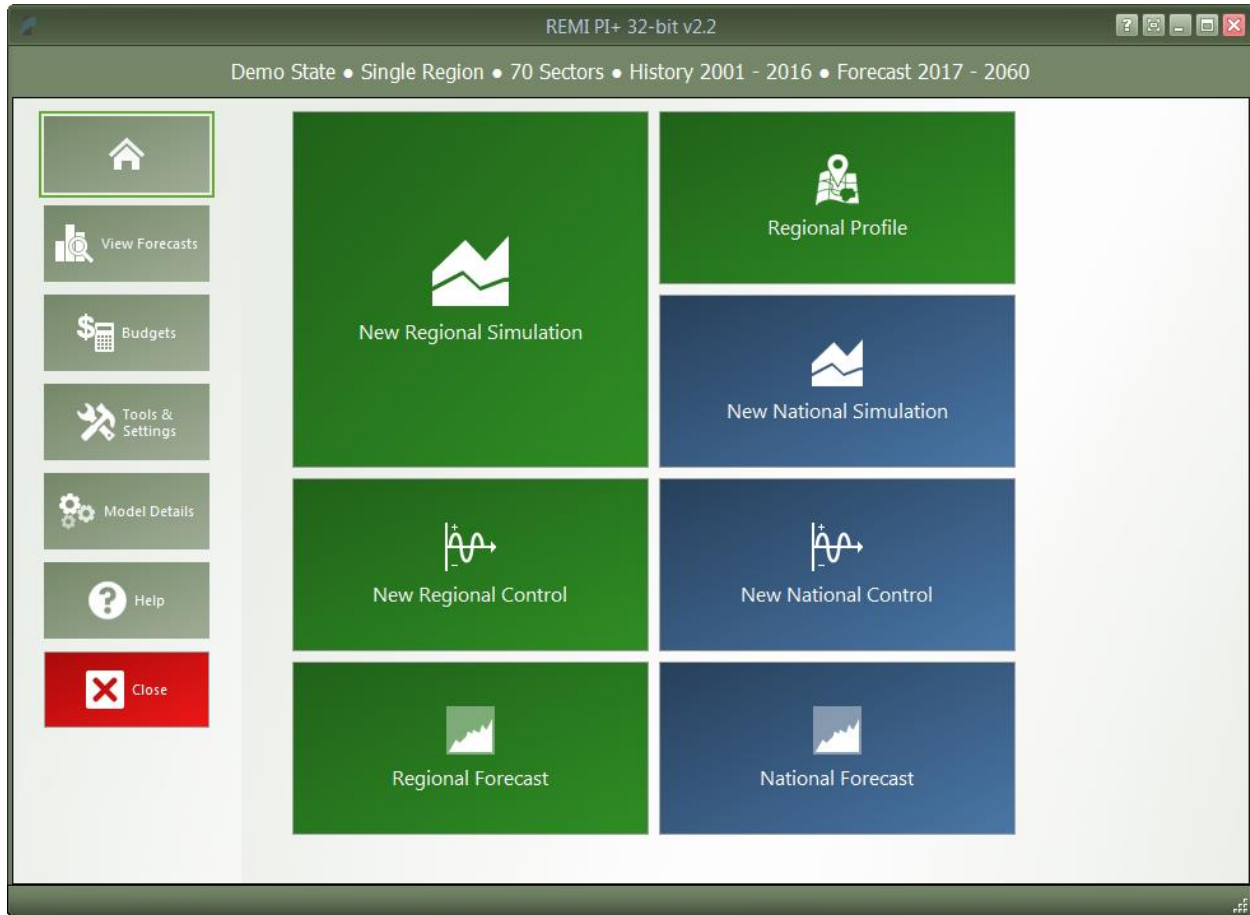 REMI PI+ 32-bit v2.2
Demo State ● Single Region ● 70 Sectors ● History 2001 - 2016 ● Forecast 2017 - 2060
View Forecasts
Budgets
Tools &
Settings
Model Details
Help
Close
New Regional Simulation
Regional Profile
New National Simulation
New Regional Control
New National Control
Regional Forecast
National Forecast